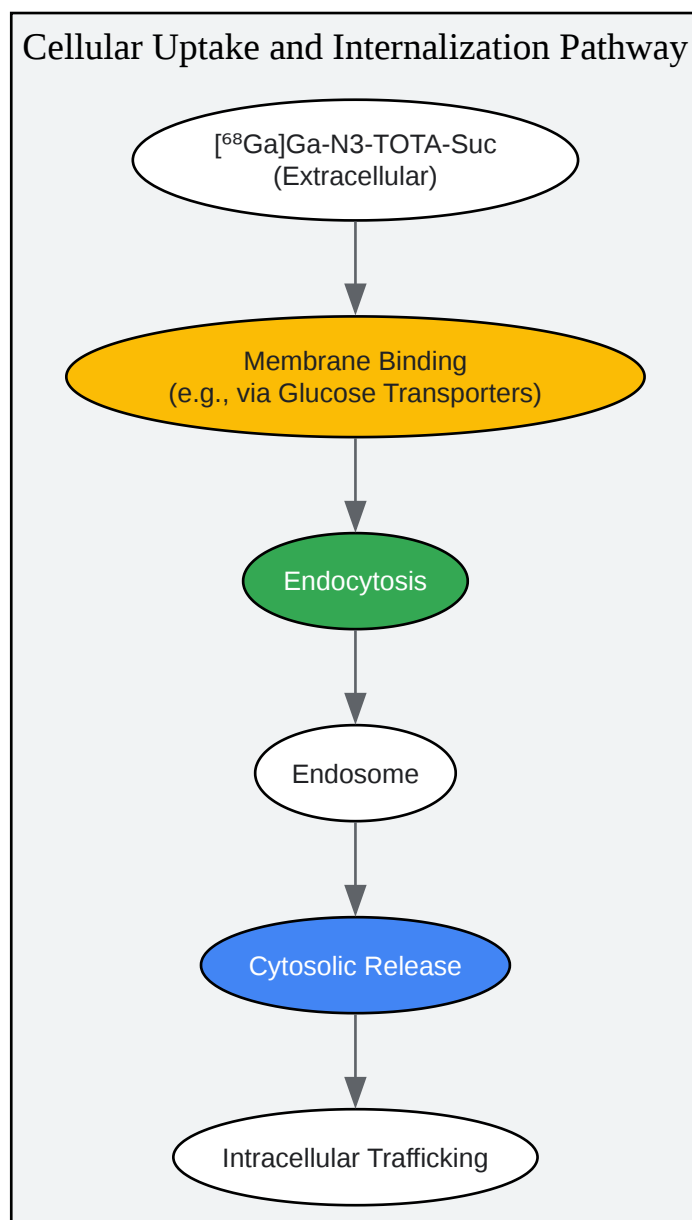 Cellular Uptake and Internalization Pathway
[⁶⁸Ga]Ga-N3-TOTA-Suc
(Extracellular)
Membrane Binding
(e.g., via Glucose Transporters)
Endocytosis
Endosome
Cytosolic Release
Intracellular Trafficking